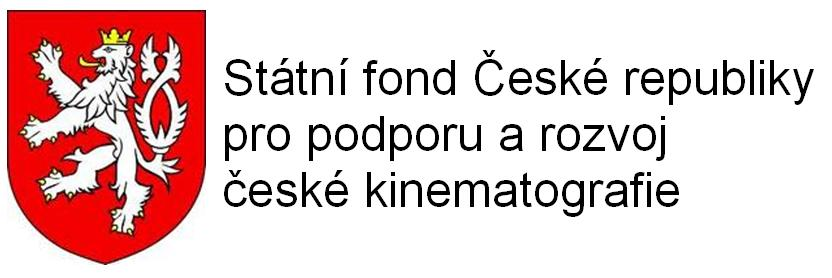 Státní fond České republiky
pro podporu a rozvoj
české kinematografie